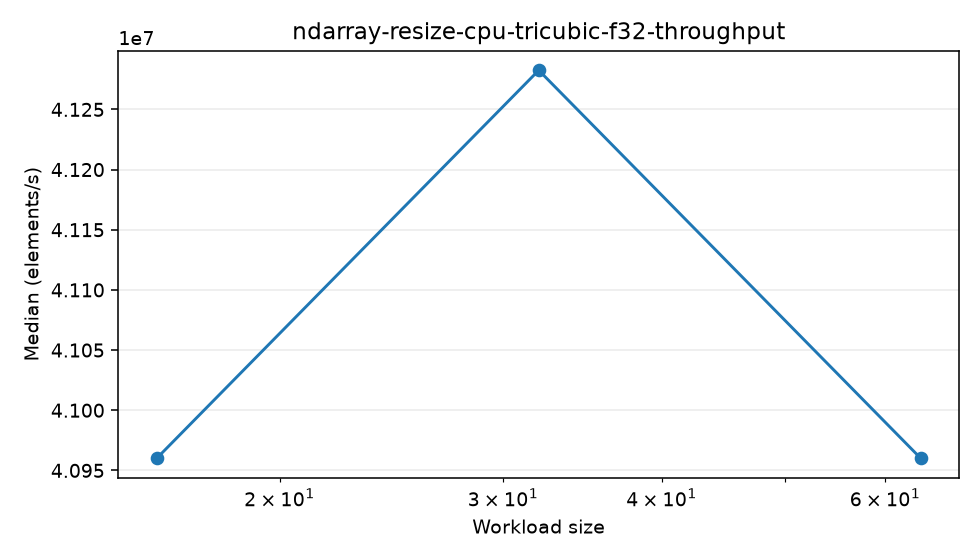 ndarray-resize-cpu-tricubic-f32-throughput
1e7
4.125
4.120
4.115
4.110
4.105
4.100
4.095
Median (elements/s)
2 × 10¹ 3 × 10¹ 4 × 10¹ 6 × 10¹
Workload size